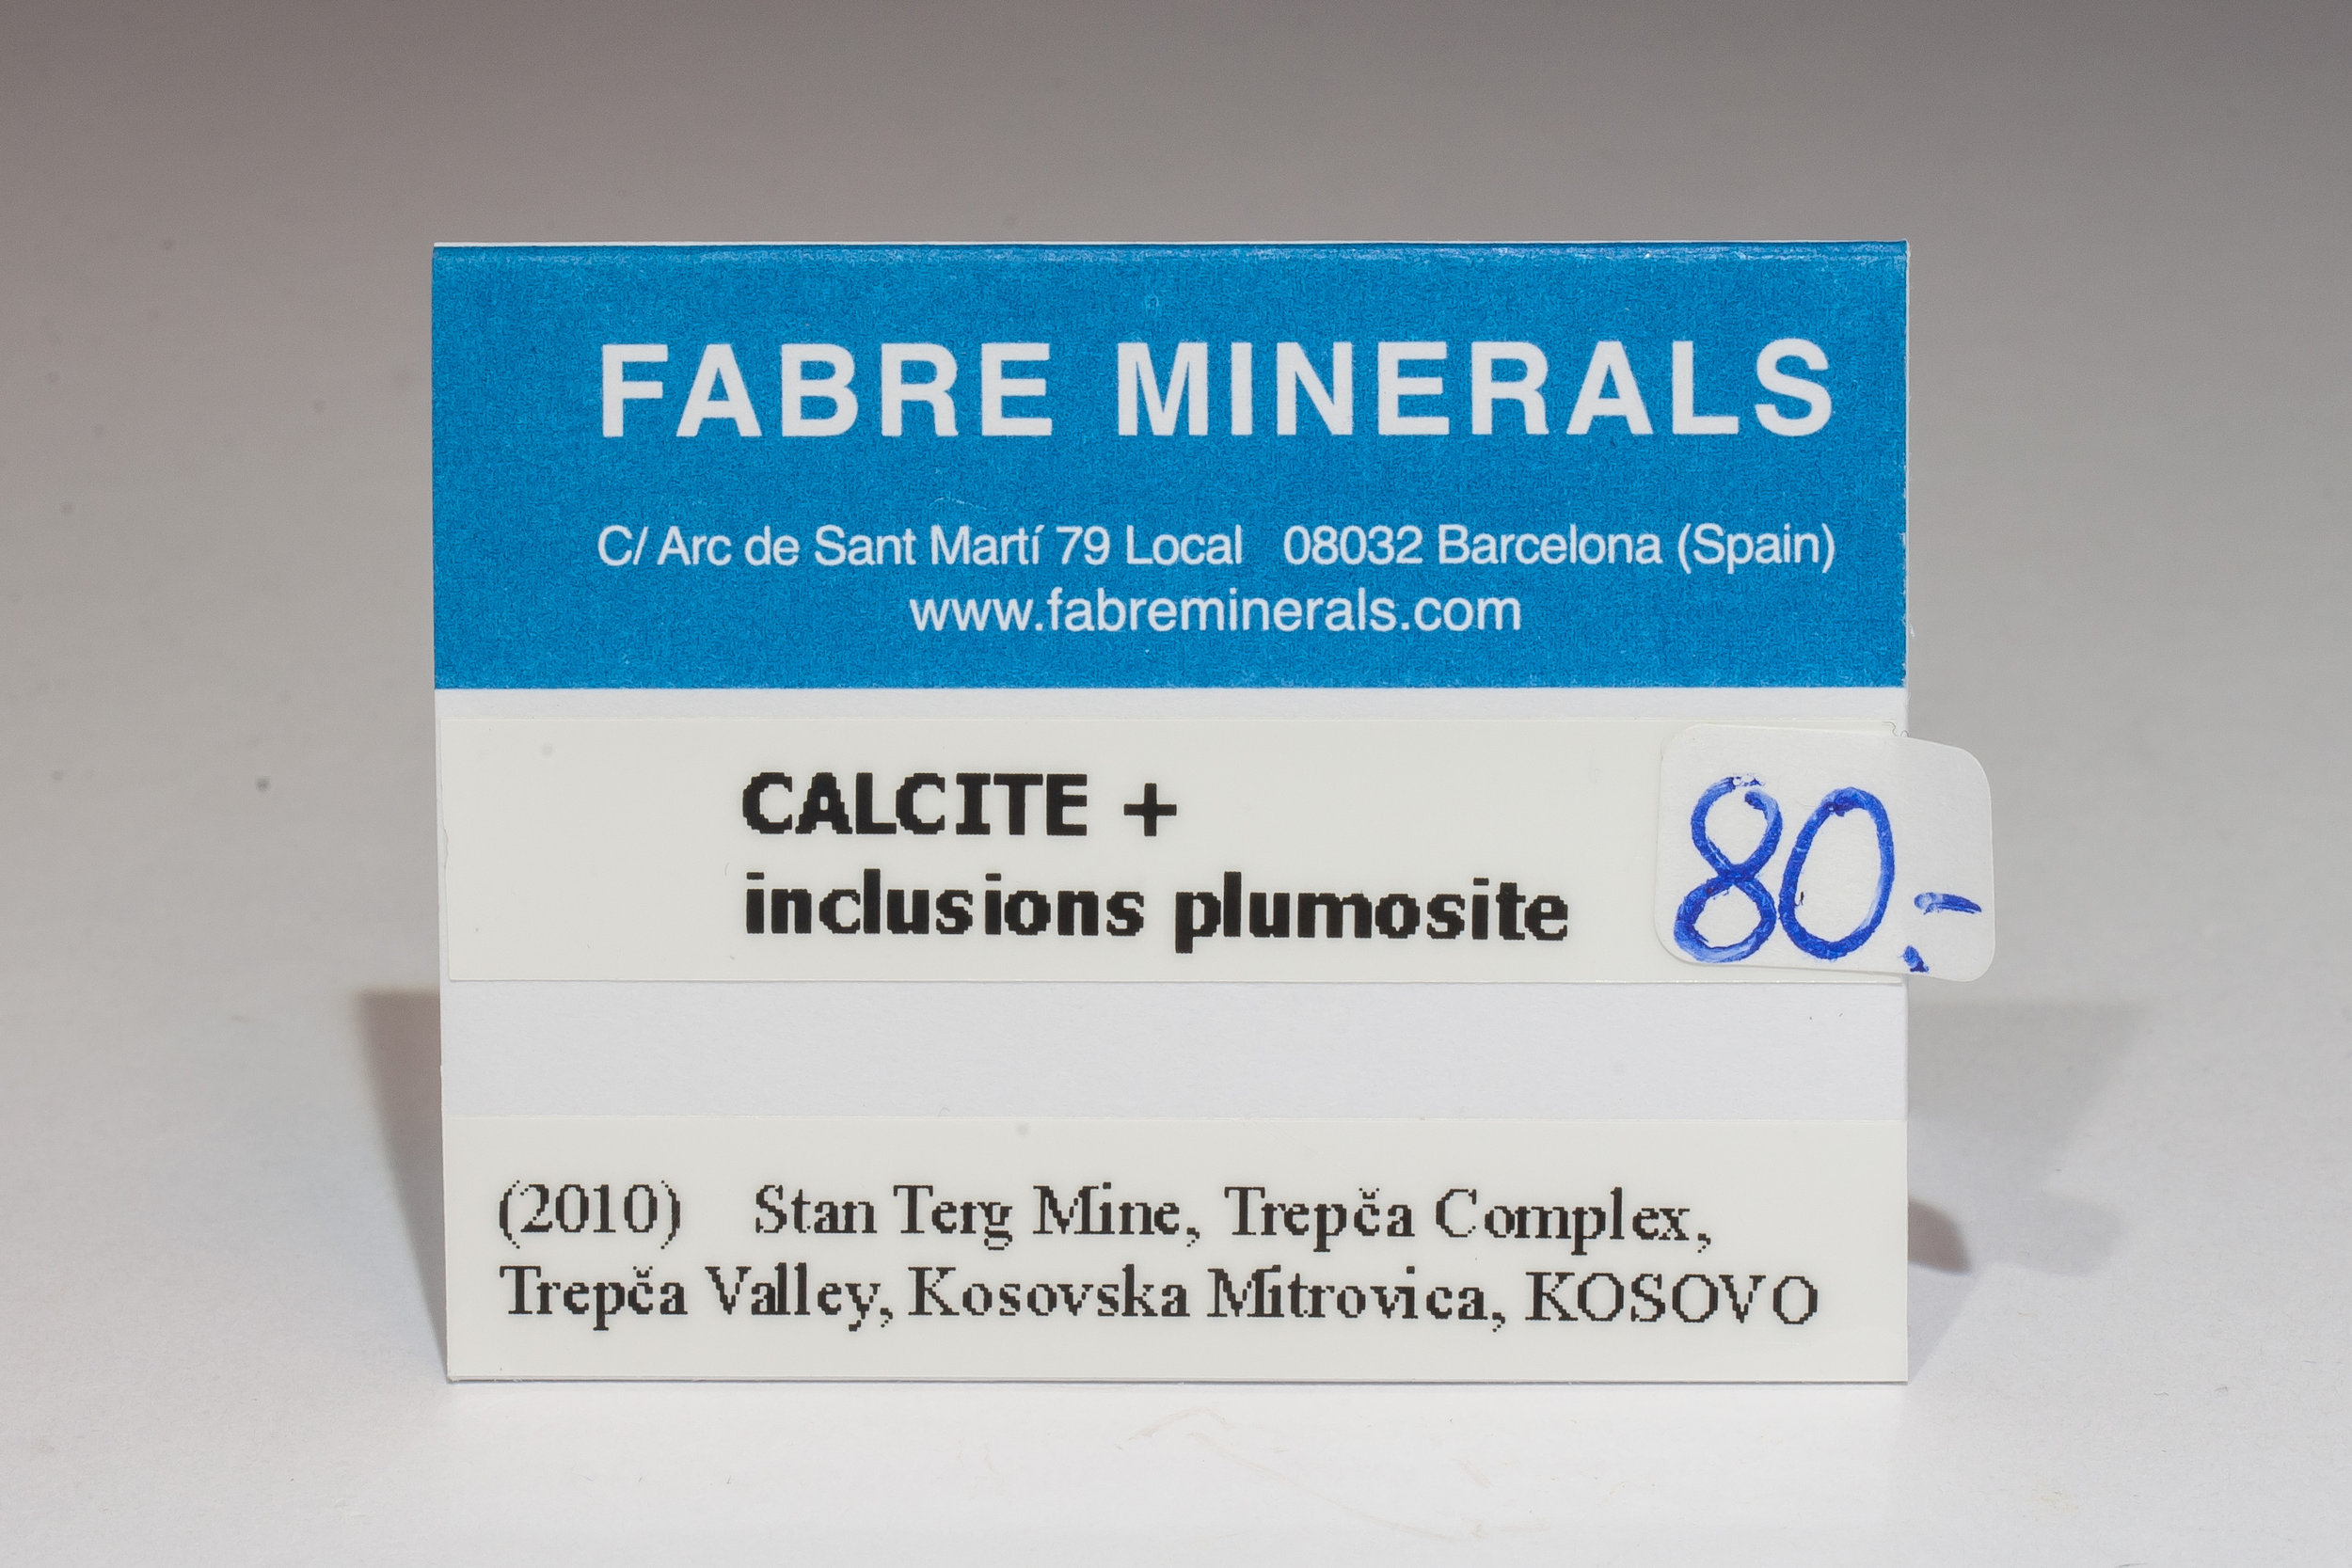 FABRE MINERALS
C/ Arc de Sant Martí 79 Local 08032 Barcelona (Spain)
www.fabreminerals.com
CALCITE +
inclusions plumosite
80.-
(2010) Stan Terg Mine, Trepča Complex,
Trepča Valley, Kosovska Mitrovica, KOSOVO